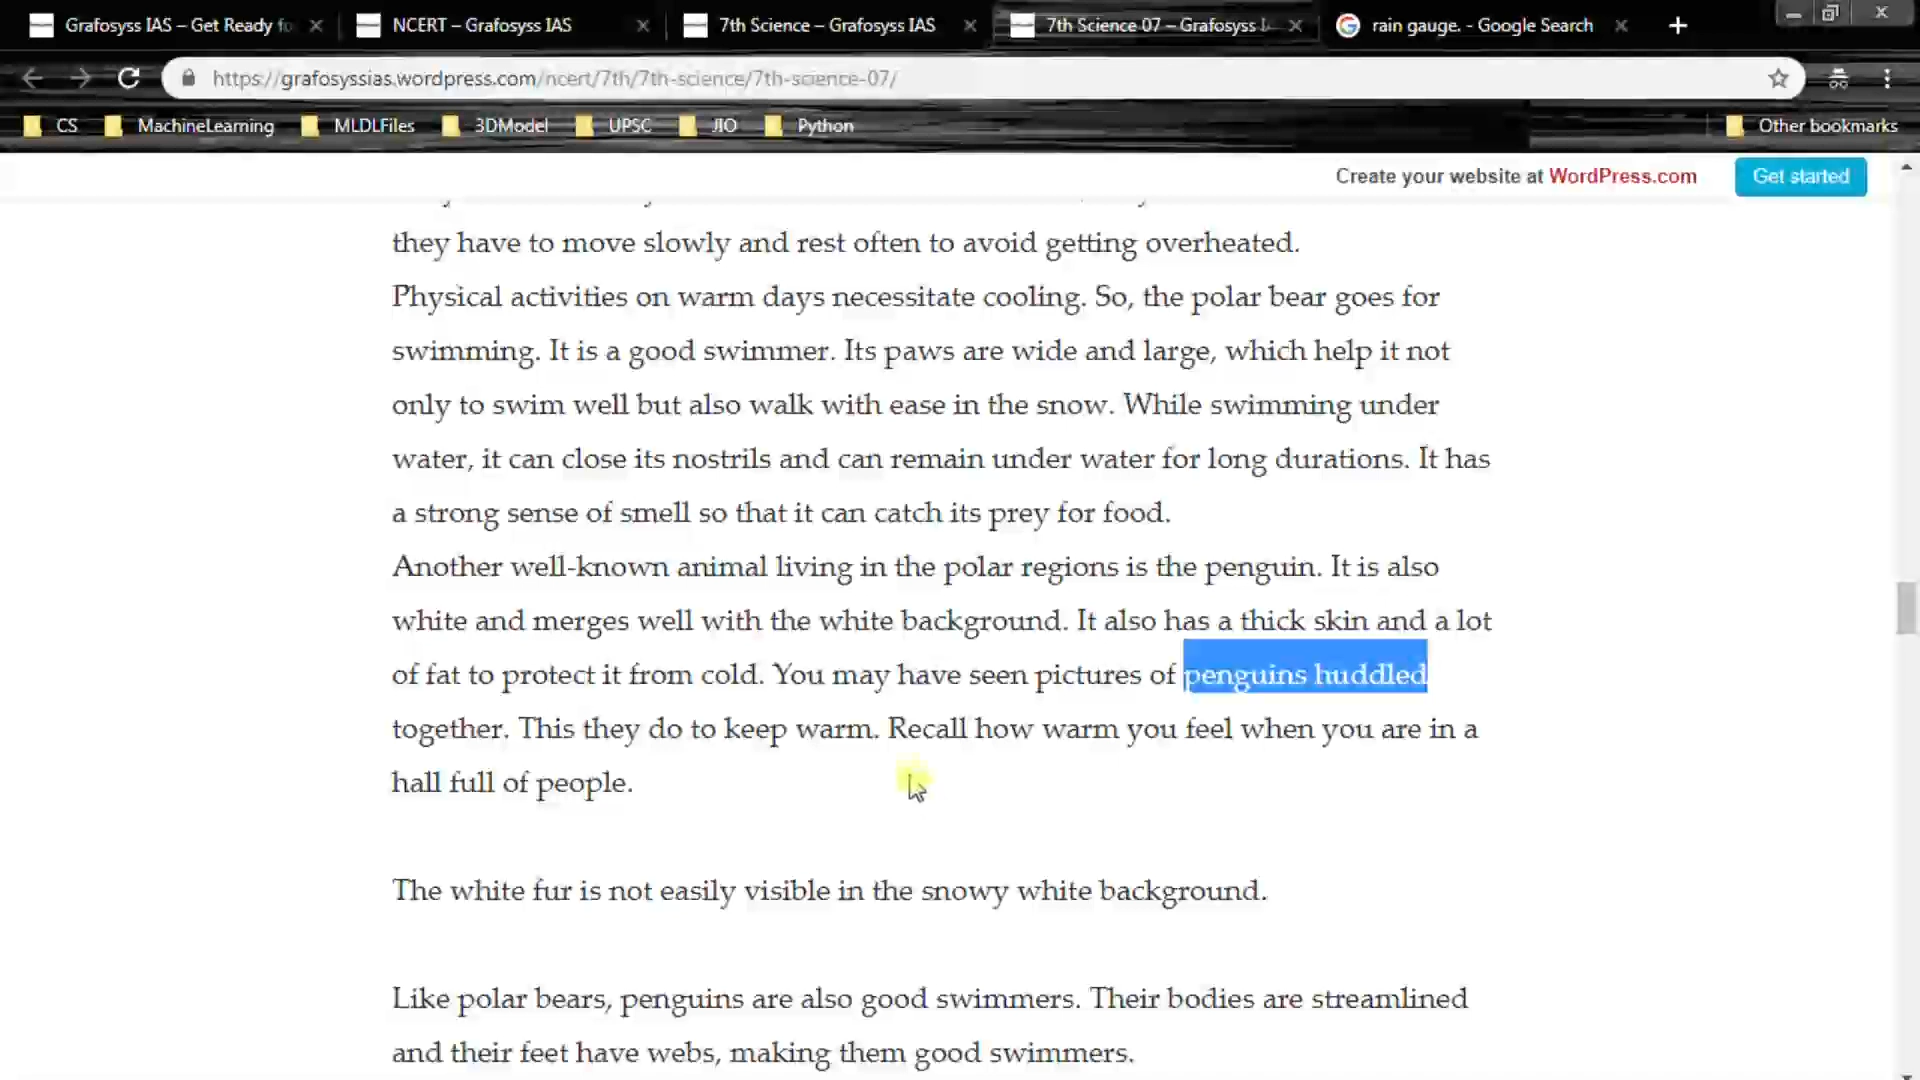 Grafosyss IAS – Get Ready fo
NCERT – Grafosyss IAS
7th Science – Grafosyss IAS
7th Science 07 – Grafosyss I
rain gauge. - Google Search
https://grafosyssias.wordpress.com/ncert/7th/7th-science/7th-science-07/
CS
MachineLearning
MLDLFiles
3DModel
UPSC
JIO
Python
Other bookmarks
Create your website at WordPress.com
Get started
they have to move slowly and rest often to avoid getting overheated.
Physical activities on warm days necessitate cooling. So, the polar bear goes for
swimming. It is a good swimmer. Its paws are wide and large, which help it not
only to swim well but also walk with ease in the snow. While swimming under
water, it can close its nostrils and can remain under water for long durations. It has
a strong sense of smell so that it can catch its prey for food.
Another well-known animal living in the polar regions is the penguin. It is also
white and merges well with the white background. It also has a thick skin and a lot
of fat to protect it from cold. You may have seen pictures of penguins huddled
together. This they do to keep warm. Recall how warm you feel when you are in a
hall full of people.
The white fur is not easily visible in the snowy white background.
Like polar bears, penguins are also good swimmers. Their bodies are streamlined
and their feet have webs, making them good swimmers.